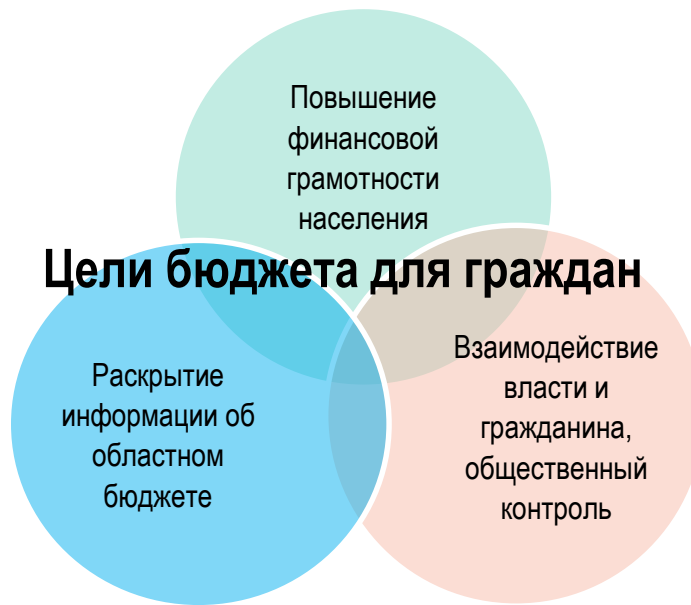 Повышение
финансовой
грамотности
населения
Цели бюджета для граждан
Раскрытие
информации об
областном
бюджете
Взаимодействие
власти и
гражданина,
общественный
контроль